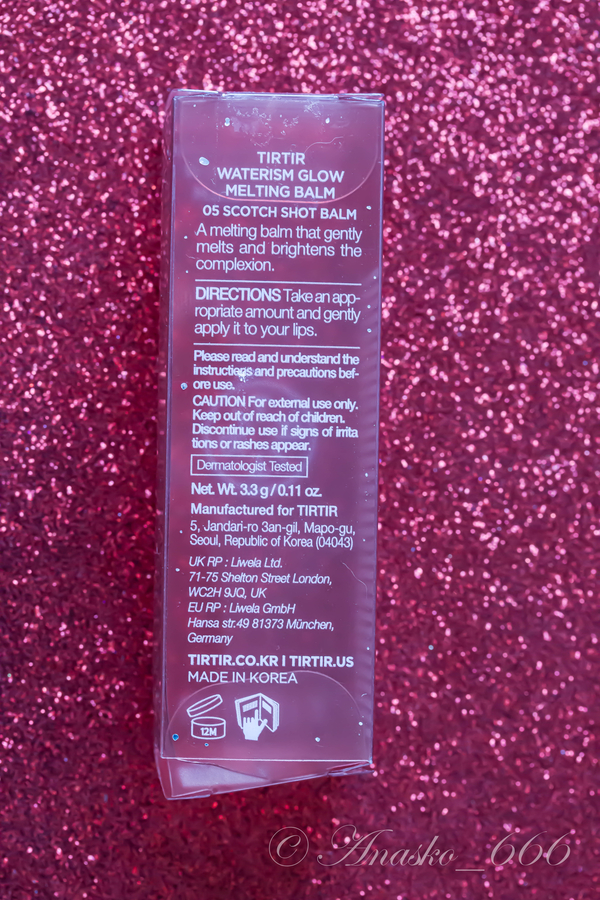 TIRTIR
WATERISM GLOW
MELTING BALM
05 SCOTCH SHOT BALM
A melting balm that gently
melts and brightens the
complexion.
DIRECTIONS Take an app-
ropriate amount and gently
apply it to your lips.
Please read and understand the
instructions and precautions bef-
ore use.
CAUTION For external use only.
Keep out of reach of children.
Discontinue use if signs of irrita
tions or rashes appear.
Dermatologist Tested
Net. Wt. 3.3 g / 0.11 oz.
Manufactured for TIRTIR
5, Jandari-ro 3an-gil, Mapo-gu,
Seoul, Republic of Korea (04043)
UK RP : Liwela Ltd.
71-75 Shelton Street London,
WC2H 9JQ, UK
EU RP : Liwela GmbH
Hansa str.49 81373 München,
Germany
TIRTIR.CO.KR I TIRTIR.US
MADE IN KOREA
12M
© Anasko_666